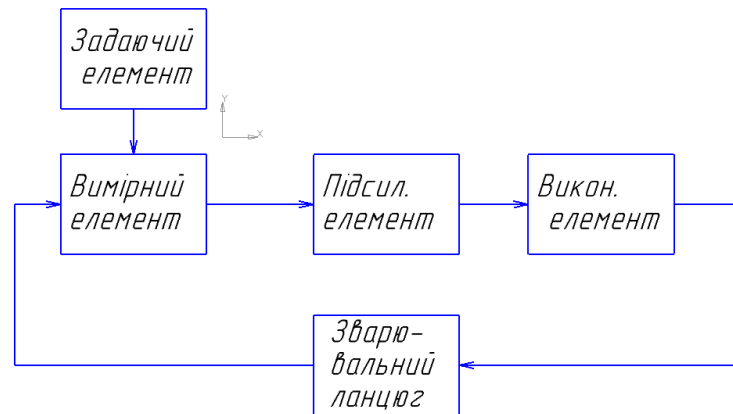 Задаючий
елемент
Y
X
Вимірний
елемент
Підсил.
елемент
Викон.
елемент
Зварю-
вальний
ланцюг